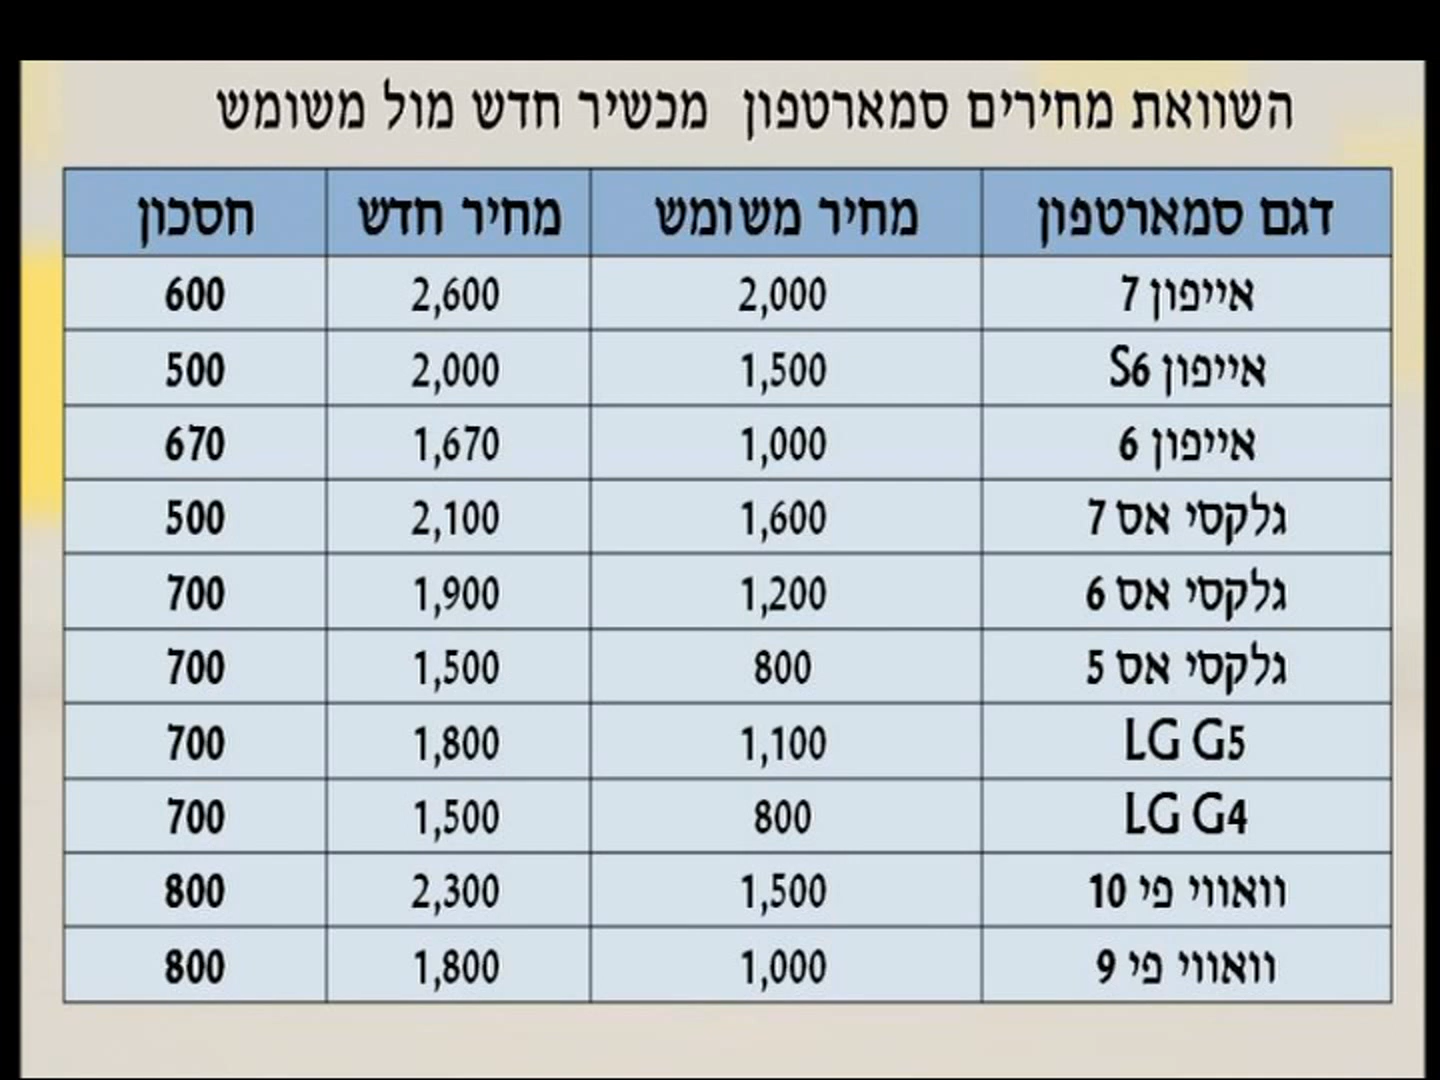 השוואת מחירים סמארטפון מכשיר חדש מול משומש
דגם סמארטפון מחיר משומש מחיר חדש חסכון
אייפון 7 2,000 2,600 600
אייפון S6 1,500 2,000 500
אייפון 6 1,000 1,670 670
גלקסי אס 7 1,600 2,100 500
גלקסי אס 6 1,200 1,900 700
גלקסי אס 5 800 1,500 700
LG G5 1,100 1,800 700
LG G4 800 1,500 700
וואווי פי 10 1,500 2,300 800
וואווי פי 9 1,000 1,800 800